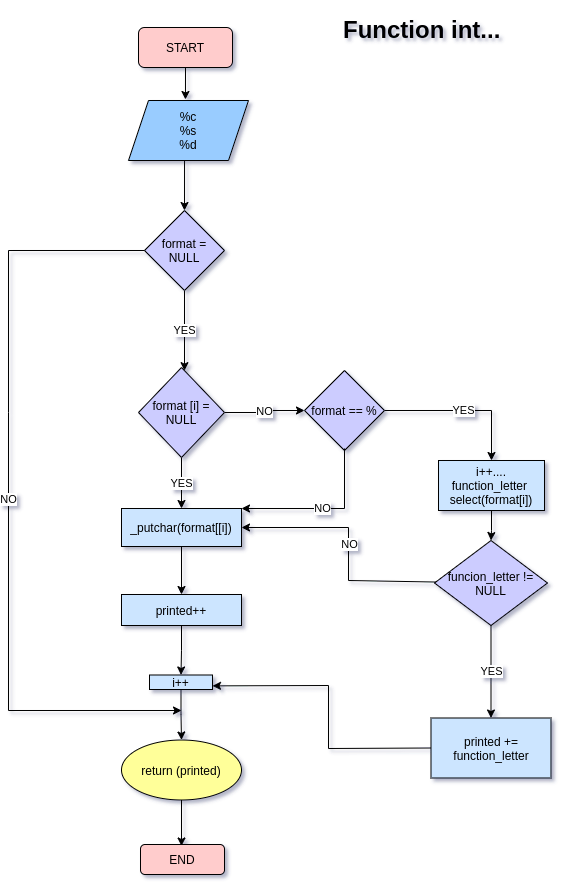 Function int...
START
%c
%s
%d
format =
NULL
YES
format [i] =
NULL
NO
format == %
YES
i++....
function_letter
select(format[i])
YES
NO
NO
_putchar(format[[i])
NO
funcion_letter !=
NULL
printed++
YES
i++
printed +=
function_letter
return (printed)
END